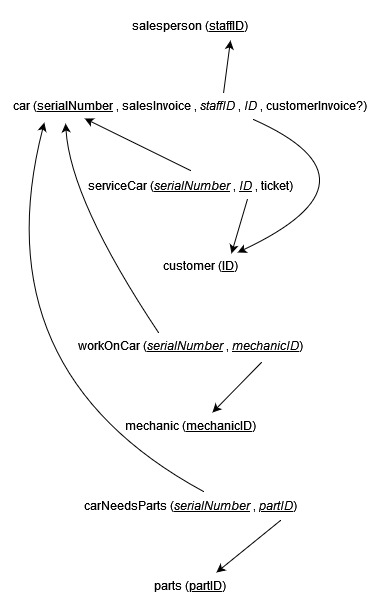 salesperson (staffID)
car (serialNumber , salesInvoice , staffID , ID , customerInvoice?)
serviceCar (serialNumber , ID , ticket)
customer (ID)
workOnCar (serialNumber , mechanicID)
mechanic (mechanicID)
carNeedsParts (serialNumber , partID)
parts (partID)